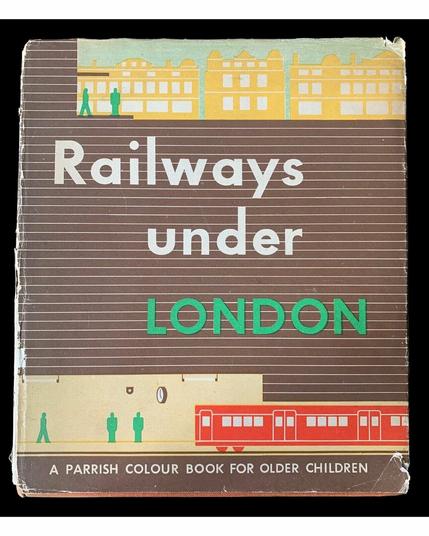 Railways
under
LONDON
A PARRISH COLOUR BOOK FOR OLDER CHILDREN